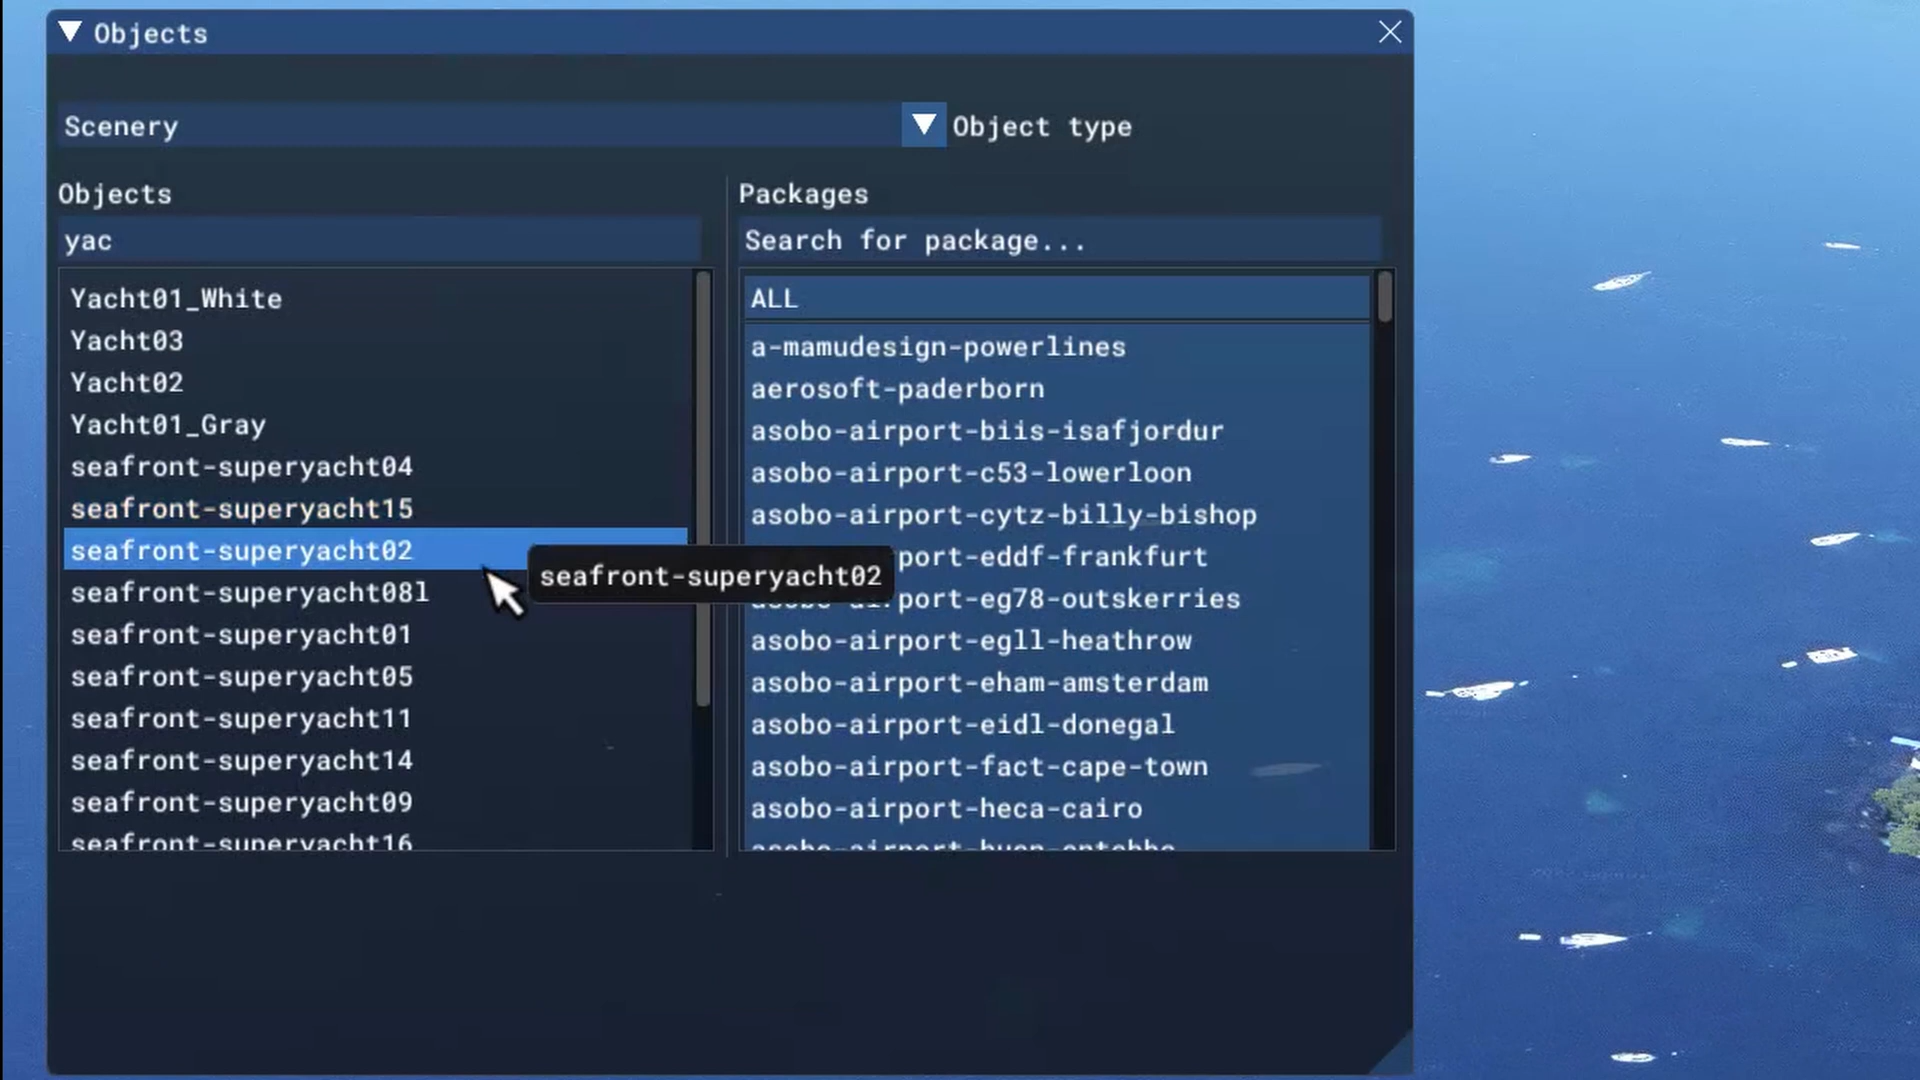 Objects
Scenery
Object type
Objects
yac
Yacht01_White
Yacht03
Yacht02
Yacht01_Gray
seafront-superyacht04
seafront-superyacht15
seafront-superyacht02
seafront-superyacht08l
seafront-superyacht01
seafront-superyacht05
seafront-superyacht11
seafront-superyacht14
seafront-superyacht09
seafront-superyacht16
seafront-superyacht02
Packages
Search for package...
ALL
a-mamudesign-powerlines
aerosoft-paderborn
asobo-airport-biis-isafjordur
asobo-airport-c53-lowerloon
asobo-airport-cytz-billy-bishop
port-eddf-frankfurt
asobo-airport-eg78-outskerries
asobo-airport-egll-heathrow
asobo-airport-eham-amsterdam
asobo-airport-eidl-donegal
asobo-airport-fact-cape-town
asobo-airport-heca-cairo